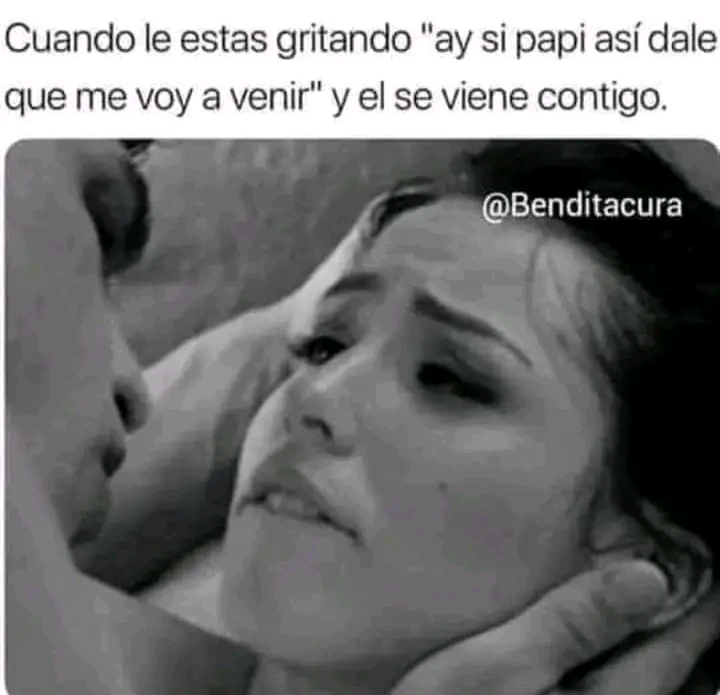 Cuando le estas gritando "ay si papi así dale
que me voy a venir" y el se viene contigo.
@Benditacura